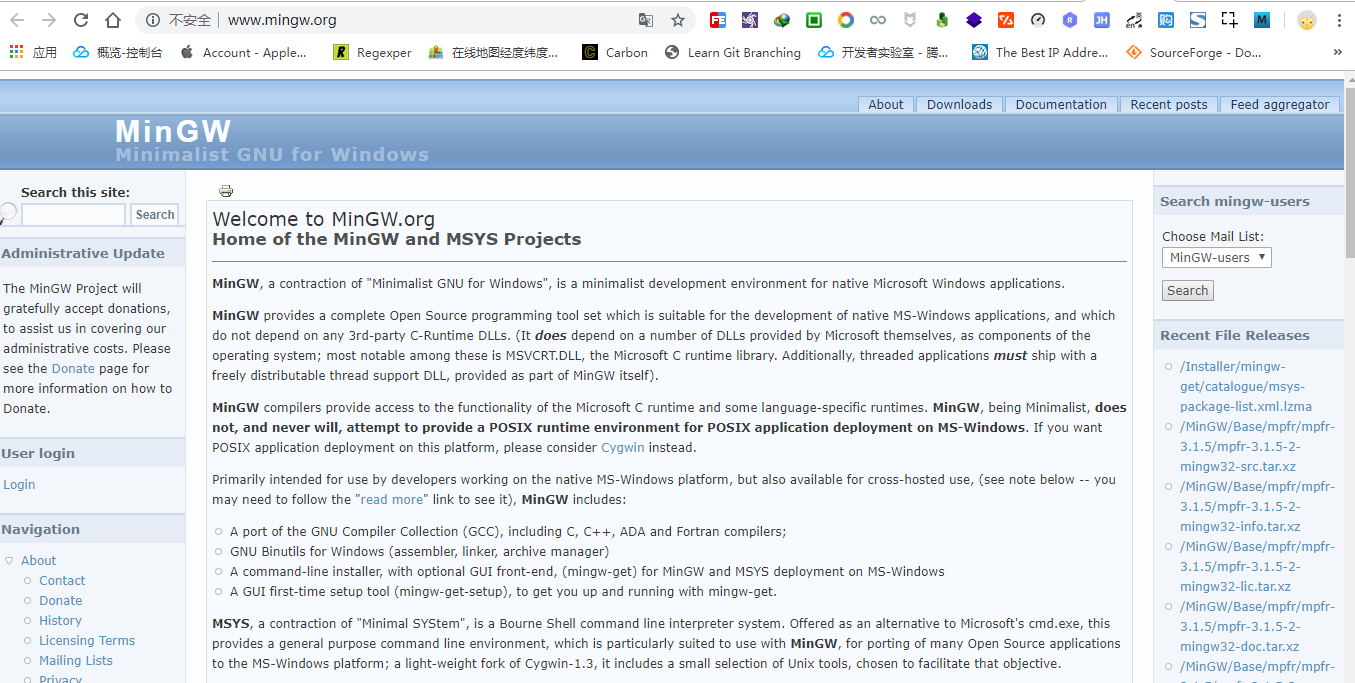 不安全 www.mingw.org
应用 概览-控制台 Account - Apple... Regexper 在线地图经度纬度... Carbon Learn Git Branching 开发者实验室 - 腾... The Best IP Addre... SourceForge - Do... »
About Downloads Documentation Recent posts Feed aggregator
MinGW
Minimalist GNU for Windows
Search this site:
Search
Administrative Update
The MinGW Project will
gratefully accept donations,
to assist us in covering our
administrative costs. Please
see the Donate page for
more information on how to
Donate.
User login
Login
Navigation
About
Contact
Donate
History
Licensing Terms
Mailing Lists
Privacy
Welcome to MinGW.org
Home of the MinGW and MSYS Projects
MinGW, a contraction of "Minimalist GNU for Windows", is a minimalist development environment for native Microsoft Windows applications.
MinGW provides a complete Open Source programming tool set which is suitable for the development of native MS-Windows applications, and which
do not depend on any 3rd-party C-Runtime DLLs. (It does depend on a number of DLLs provided by Microsoft themselves, as components of the
operating system; most notable among these is MSVCRT.DLL, the Microsoft C runtime library. Additionally, threaded applications must ship with a
freely distributable thread support DLL, provided as part of MinGW itself).
MinGW compilers provide access to the functionality of the Microsoft C runtime and some language-specific runtimes. MinGW, being Minimalist, does
not, and never will, attempt to provide a POSIX runtime environment for POSIX application deployment on MS-Windows. If you want
POSIX application deployment on this platform, please consider Cygwin instead.
Primarily intended for use by developers working on the native MS-Windows platform, but also available for cross-hosted use, (see note below -- you
may need to follow the "read more" link to see it), MinGW includes:
A port of the GNU Compiler Collection (GCC), including C, C++, ADA and Fortran compilers;
GNU Binutils for Windows (assembler, linker, archive manager)
A command-line installer, with optional GUI front-end, (mingw-get) for MinGW and MSYS deployment on MS-Windows
A GUI first-time setup tool (mingw-get-setup), to get you up and running with mingw-get.
MSYS, a contraction of "Minimal SYStem", is a Bourne Shell command line interpreter system. Offered as an alternative to Microsoft's cmd.exe, this
provides a general purpose command line environment, which is particularly suited to use with MinGW, for porting of many Open Source applications
to the MS-Windows platform; a light-weight fork of Cygwin-1.3, it includes a small selection of Unix tools, chosen to facilitate that objective.
Search mingw-users
Choose Mail List:
MinGW-users
Search
Recent File Releases
/Installer/mingw-
get/catalogue/msys-
package-list.xml.lzma
/MinGW/Base/mpfr/mpfr-
3.1.5/mpfr-3.1.5-2-
mingw32-src.tar.xz
/MinGW/Base/mpfr/mpfr-
3.1.5/mpfr-3.1.5-2-
mingw32-info.tar.xz
/MinGW/Base/mpfr/mpfr-
3.1.5/mpfr-3.1.5-2-
mingw32-lic.tar.xz
/MinGW/Base/mpfr/mpfr-
3.1.5/mpfr-3.1.5-2-
mingw32-doc.tar.xz
/MinGW/Base/mpfr/mpfr-